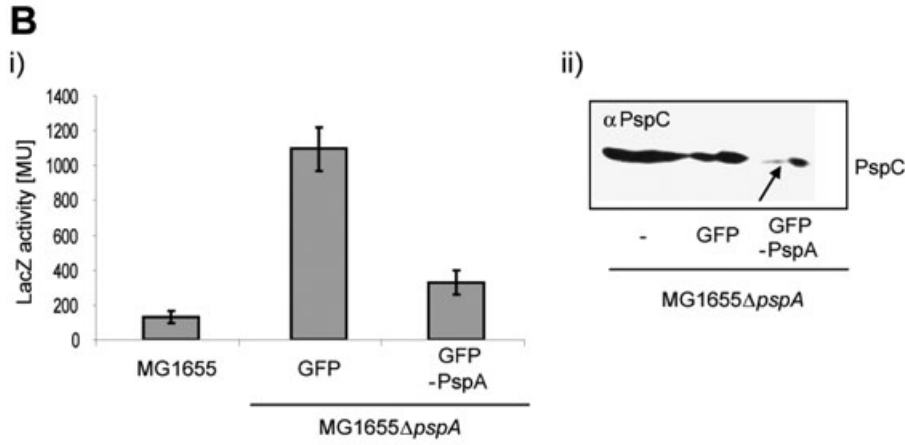 B
i)
LacZ activity [MU]
1400
1200
1000
800
600
400
200
0
MG1655
GFP
GFP
-PspA
MG1655ΔpspA
ii)
α PspC
PspC
-
GFP
GFP
-PspA
MG1655ΔpspA